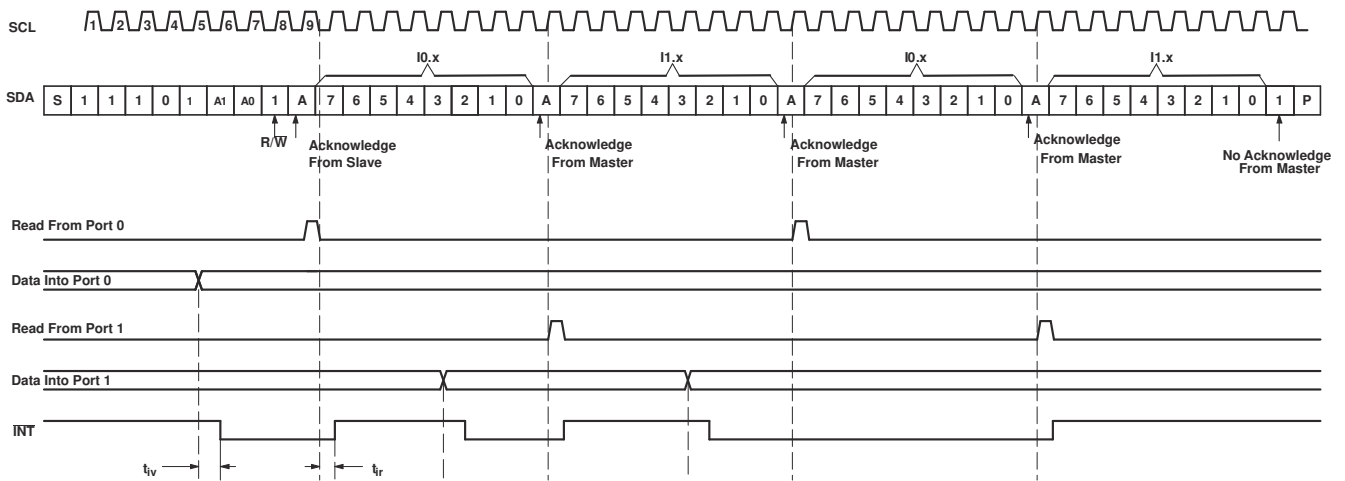 SCL 1 2 3 4 5 6 7 8 9
I0.x I1.x I0.x I1.x
SDA S 1 1 1 0 1 A1 A0 1 A 7 6 5 4 3 2 1 0 A 7 6 5 4 3 2 1 0 A 7 6 5 4 3 2 1 0 A 7 6 5 4 3 2 1 0 1 P
R/W̅
Acknowledge
From Slave
Acknowledge
From Master
Acknowledge
From Master
Acknowledge
From Master
No Acknowledge
From Master
Read From Port 0
Data Into Port 0
Read From Port 1
Data Into Port 1
I̅N̅T̅
tiv
tir